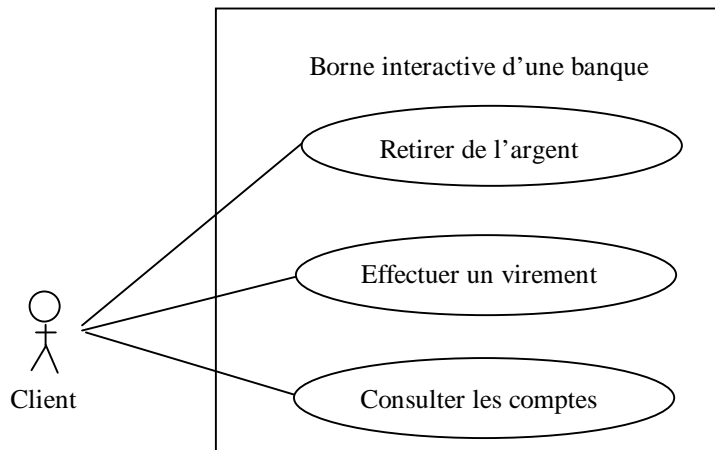 Borne interactive d’une banque
Retirer de l’argent
Effectuer un virement
Client
Consulter les comptes